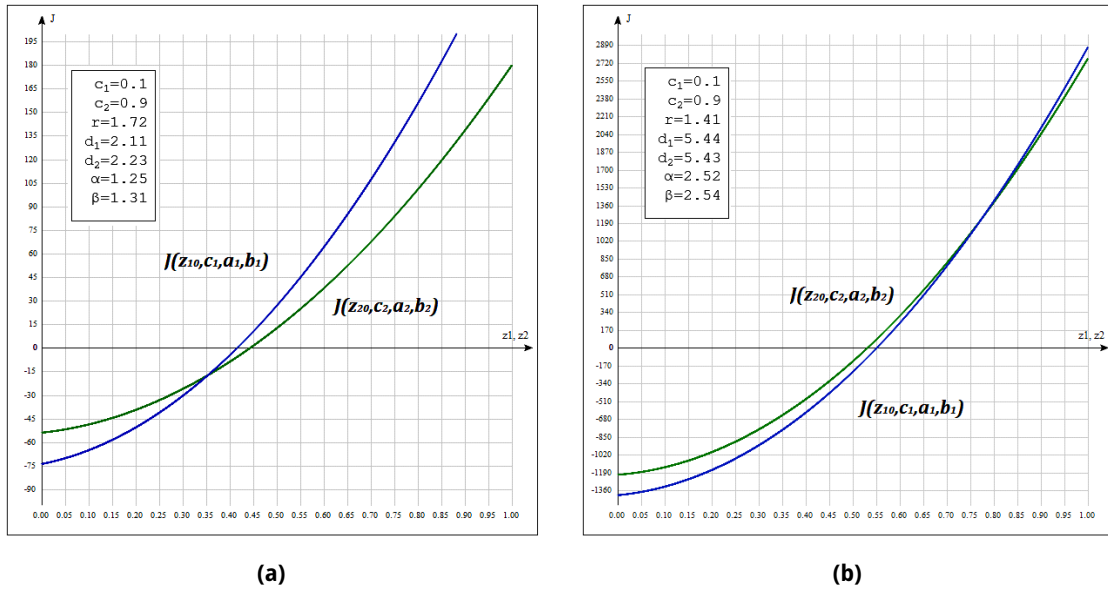 J
195
180
165
150
135
120
105
90
75
60
45
30
15
0
-15
-30
-45
-60
-75
-90
c₁=0.1
c₂=0.9
r=1.72
d₁=2.11
d₂=2.23
α=1.25
β=1.31
J(z₁₀,c₁,a₁,b₁)
J(z₂₀,c₂,a₂,b₂)
z1, z2
0.00 0.05 0.10 0.15 0.20 0.25 0.30 0.35 0.40 0.45 0.50 0.55 0.60 0.65 0.70 0.75 0.80 0.85 0.90 0.95 1.00
(a)
J
2890
2720
2550
2380
2210
2040
1870
1700
1530
1360
1190
1020
850
680
510
340
170
0
-170
-340
-510
-680
-850
-1020
-1190
-1360
c₁=0.1
c₂=0.9
r=1.41
d₁=5.44
d₂=5.43
α=2.52
β=2.54
J(z₂₀,c₂,a₂,b₂)
z1, z2
J(z₁₀,c₁,a₁,b₁)
0.00 0.05 0.10 0.15 0.20 0.25 0.30 0.35 0.40 0.45 0.50 0.55 0.60 0.65 0.70 0.75 0.80 0.85 0.90 0.95 1.00
(b)